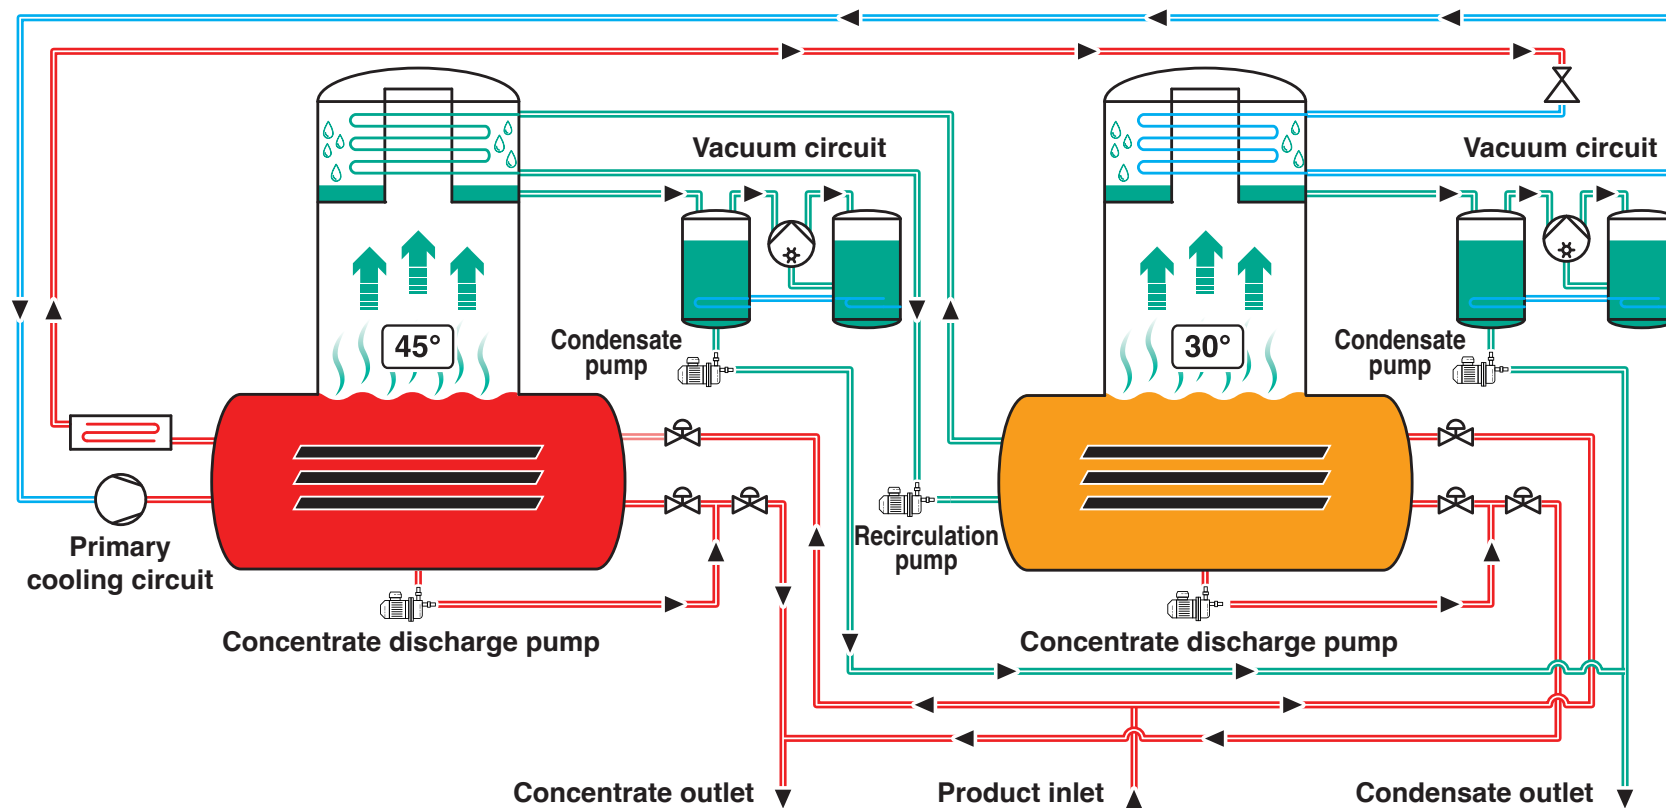 Vacuum circuit
Vacuum circuit
45°
30°
Condensate
pump
Condensate
pump
Primary
cooling circuit
Recirculation
pump
Concentrate discharge pump
Concentrate discharge pump
Concentrate outlet
Product inlet
Condensate outlet